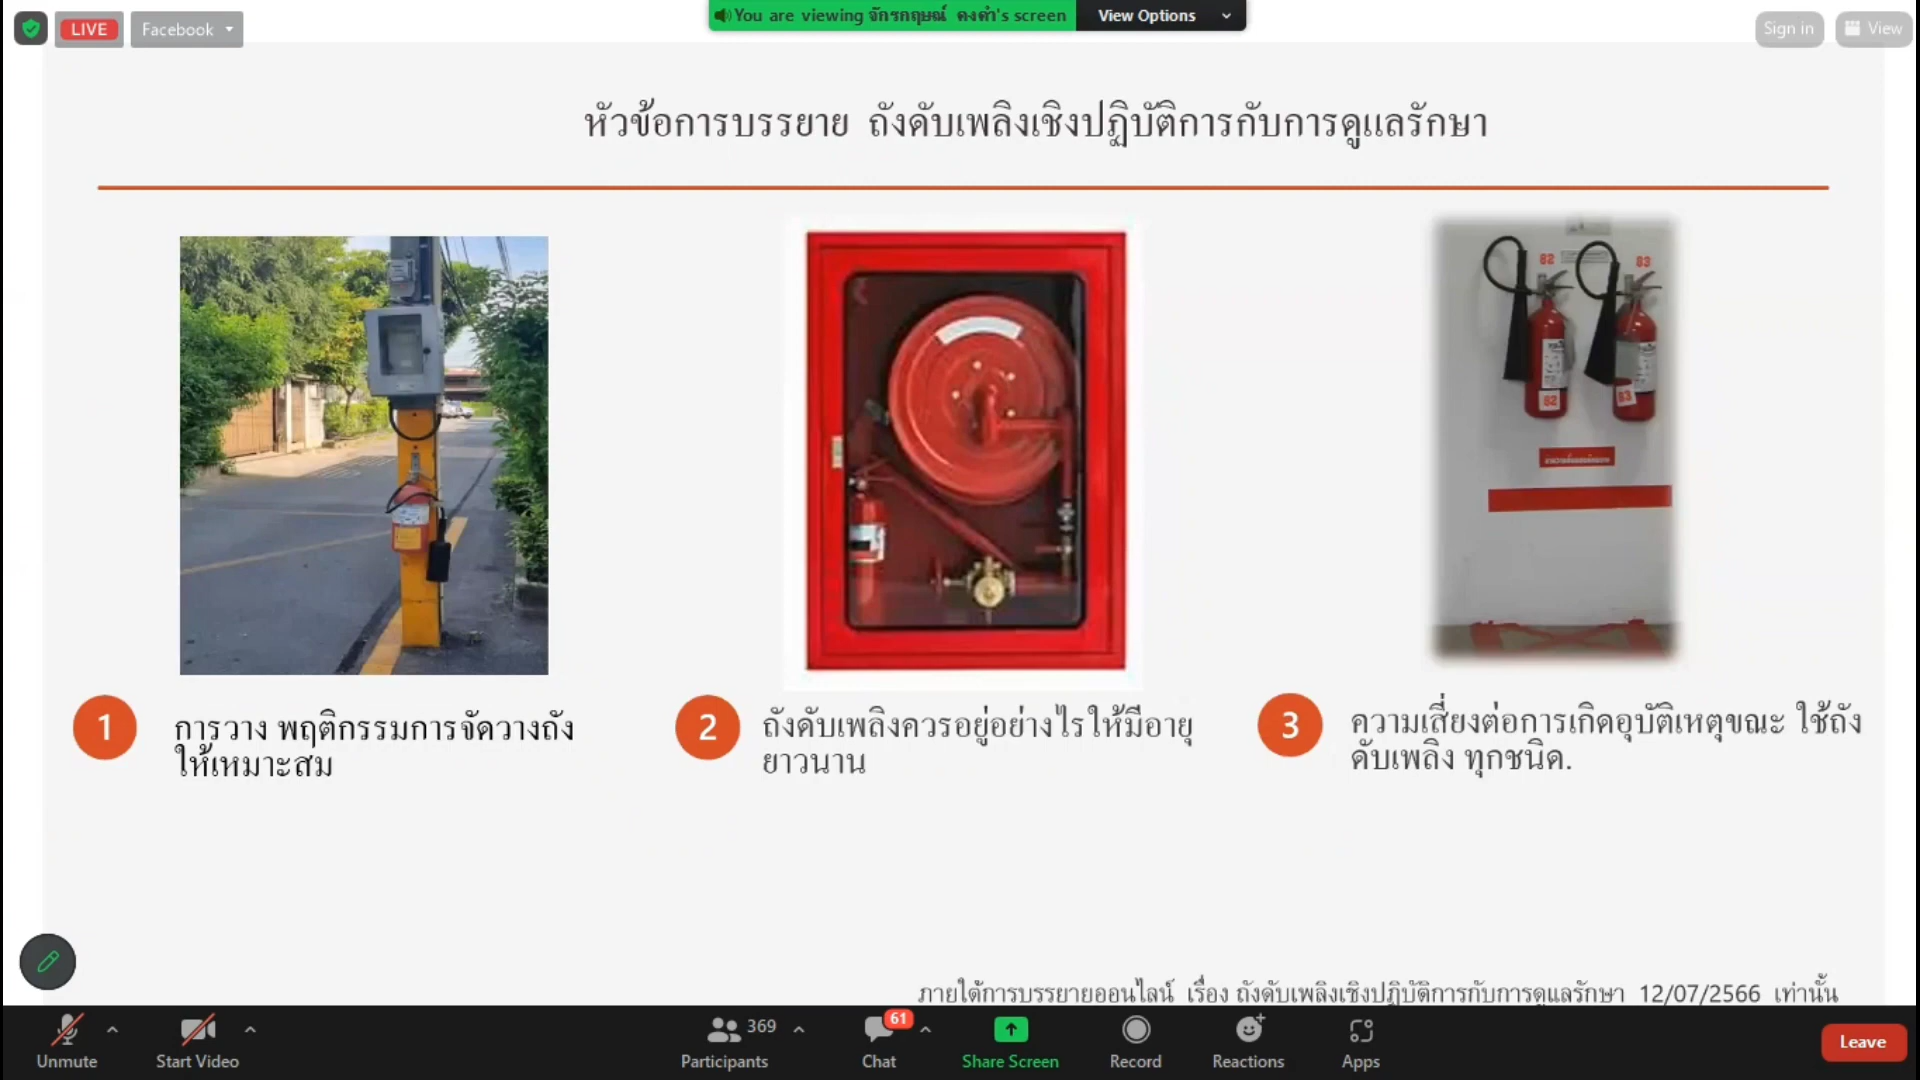 LIVE
Facebook
You are viewing จักรกฤษณ์ คงคำ's screen
View Options
Sign in
View
หัวข้อการบรรยาย ถังดับเพลิงเชิงปฏิบัติการกับการดูแลรักษา
82
83
82
83
1
การวาง พฤติกรรมการจัดวางถัง
ให้เหมาะสม
2
ถังดับเพลิงควรอยู่อย่างไรให้มีอายุ
ยาวนาน
3
ความเสี่ยงต่อการเกิดอุบัติเหตุขณะ ใช้ถัง
ดับเพลิง ทุกชนิด.
ภายใต้การบรรยายออนไลน์ เรื่อง ถังดับเพลิงเชิงปฏิบัติการกับการดูแลรักษา 12/07/2566 เท่านั้น
Unmute
Start Video
369
Participants
61
Chat
Share Screen
Record
Reactions
Apps
Leave